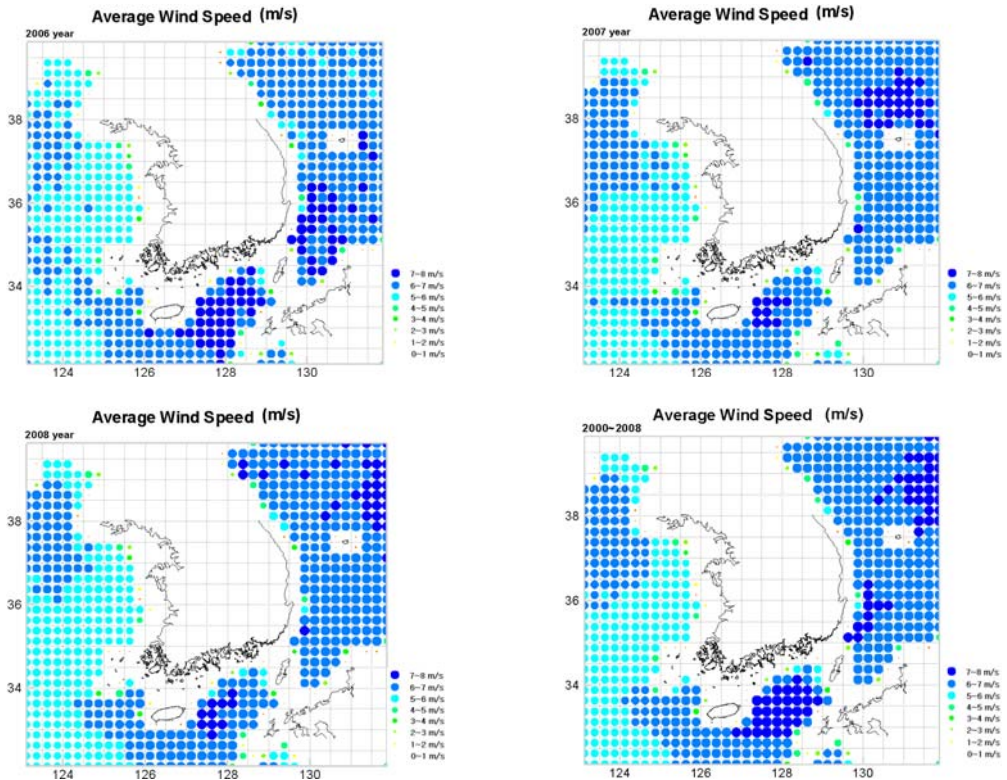 Average Wind Speed (m/s)
2006 year
38
36
34
124 126 128 130
7~8 m/s
6~7 m/s
5~6 m/s
4~5 m/s
3~4 m/s
2~3 m/s
1~2 m/s
0~1 m/s
Average Wind Speed (m/s)
2007 year
38
36
34
124 126 128 130
7~8 m/s
6~7 m/s
5~6 m/s
4~5 m/s
3~4 m/s
2~3 m/s
1~2 m/s
0~1 m/s
Average Wind Speed (m/s)
2008 year
38
36
34
124 126 128 130
7~8 m/s
6~7 m/s
5~6 m/s
4~5 m/s
3~4 m/s
2~3 m/s
1~2 m/s
0~1 m/s
Average Wind Speed (m/s)
2000~2008
38
36
34
124 126 128 130
7~8 m/s
6~7 m/s
5~6 m/s
4~5 m/s
3~4 m/s
2~3 m/s
1~2 m/s
0~1 m/s